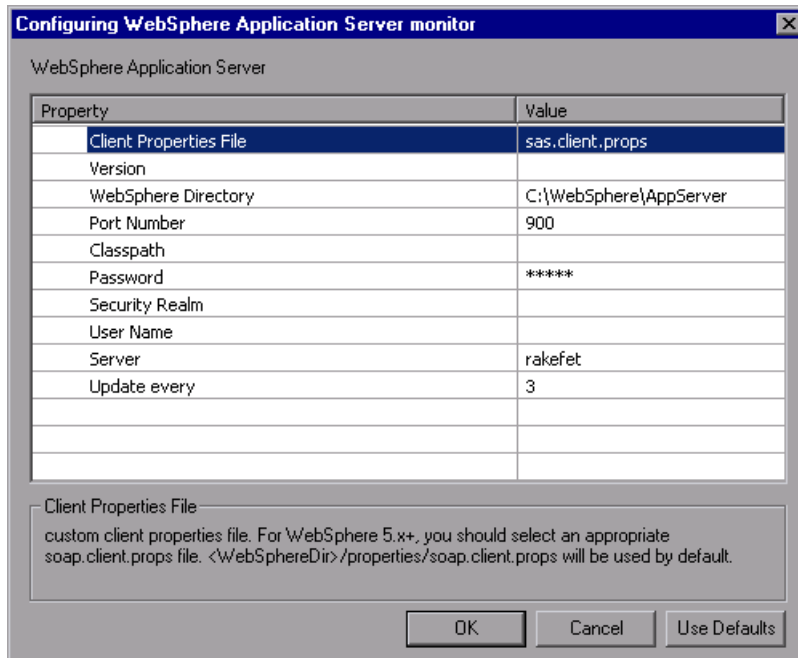 Configuring WebSphere Application Server monitor
WebSphere Application Server
Property Value
Client Properties File sas.client.props
Version
WebSphere Directory C:\WebSphere\AppServer
Port Number 900
Classpath
Password *****
Security Realm
User Name
Server rakefet
Update every 3
Client Properties File
custom client properties file. For WebSphere 5.x+, you should select an appropriate
soap.client.props file. <WebSphereDir>/properties/soap.client.props will be used by default.
OK Cancel Use Defaults